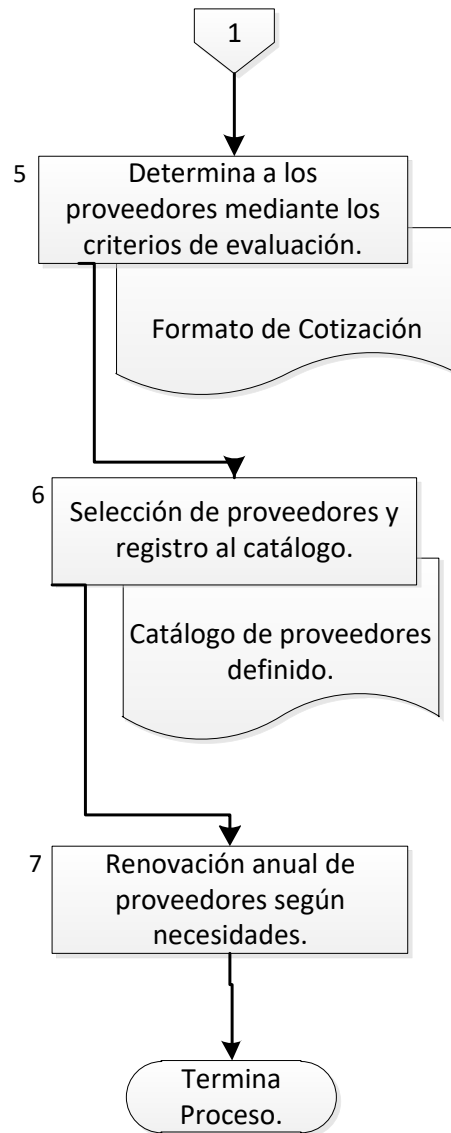 1
5
Determina a los
proveedores mediante los
criterios de evaluación.
Formato de Cotización
6
Selección de proveedores y
registro al catálogo.
Catálogo de proveedores
definido.
7
Renovación anual de
proveedores según
necesidades.
Termina
Proceso.